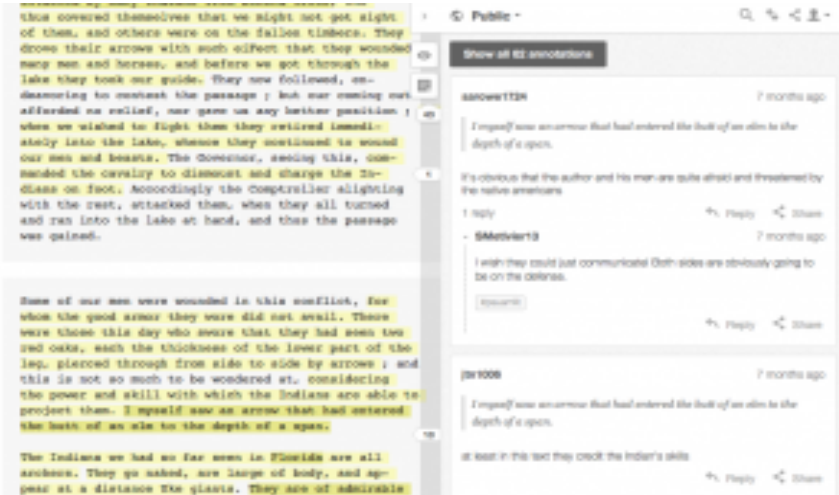 thus covered themselves that we might not get sight
of them, and others were on the fallen timbers. They
drove their arrows with such effect that they wounded
many men and horses, and before we got through the
lake they took our guide. They now followed, en-
deavoring to contest the passage ; but our coming out
afforded no relief, nor gave us any better position ;
when we wished to fight them they retired immedi-
ately into the lake, whence they continued to wound
our men and beasts. The Governor, seeing this, com-
manded the cavalry to dismount and charge the In-
dians on foot. Accordingly the Comptroller alighting
with the rest, attacked them, when they all turned
and ran into the lake at hand, and thus the passage
was gained.
Some of our men were wounded in this conflict, for
whom the good armor they wore did not avail. There
were those this day who swore that they had seen two
red oaks, each the thickness of the lower part of the
leg, pierced through from side to side by arrows ; and
this is not so much to be wondered at, considering
the power and skill with which the Indians are able to
project them. I myself saw an arrow that had entered
the butt of an elm to the depth of a span.
The Indians we had so far seen in Florida are all
archers. They go naked, are large of body, and ap-
pear at a distance like giants. They are of admirable
Public
Show all 62 annotations
7 months ago
I myself saw an arrow that had entered the butt of an elm to the
depth of a span.
It's obvious that the author and his men are quite afraid and threatened by
the native americans
1 reply
Reply Share
SMetivier13 7 months ago
I wish they could just communicate! Both sides are obviously going to
be on the defense.
Reply Share
7 months ago
I myself saw an arrow that had entered the butt of an elm to the
depth of a span.
at least in this text they credit the Indian's skills
Reply Share